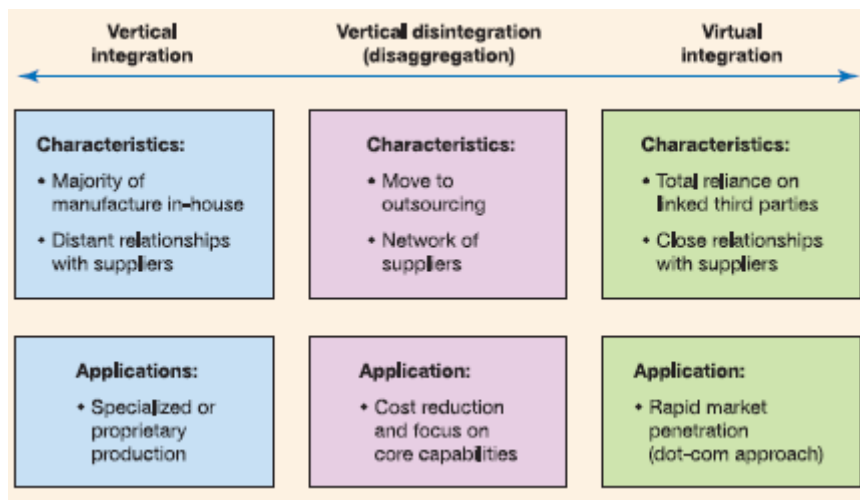 Vertical
integration
Vertical disintegration
(disaggregation)
Virtual
integration
Characteristics:
• Majority of
manufacture in-house
• Distant relationships
with suppliers
Characteristics:
• Move to
outsourcing
• Network of
suppliers
Characteristics:
• Total reliance on
linked third parties
• Close relationships
with suppliers
Applications:
• Specialized or
proprietary
production
Application:
• Cost reduction
and focus on
core capabilities
Application:
• Rapid market
penetration
(dot-com approach)